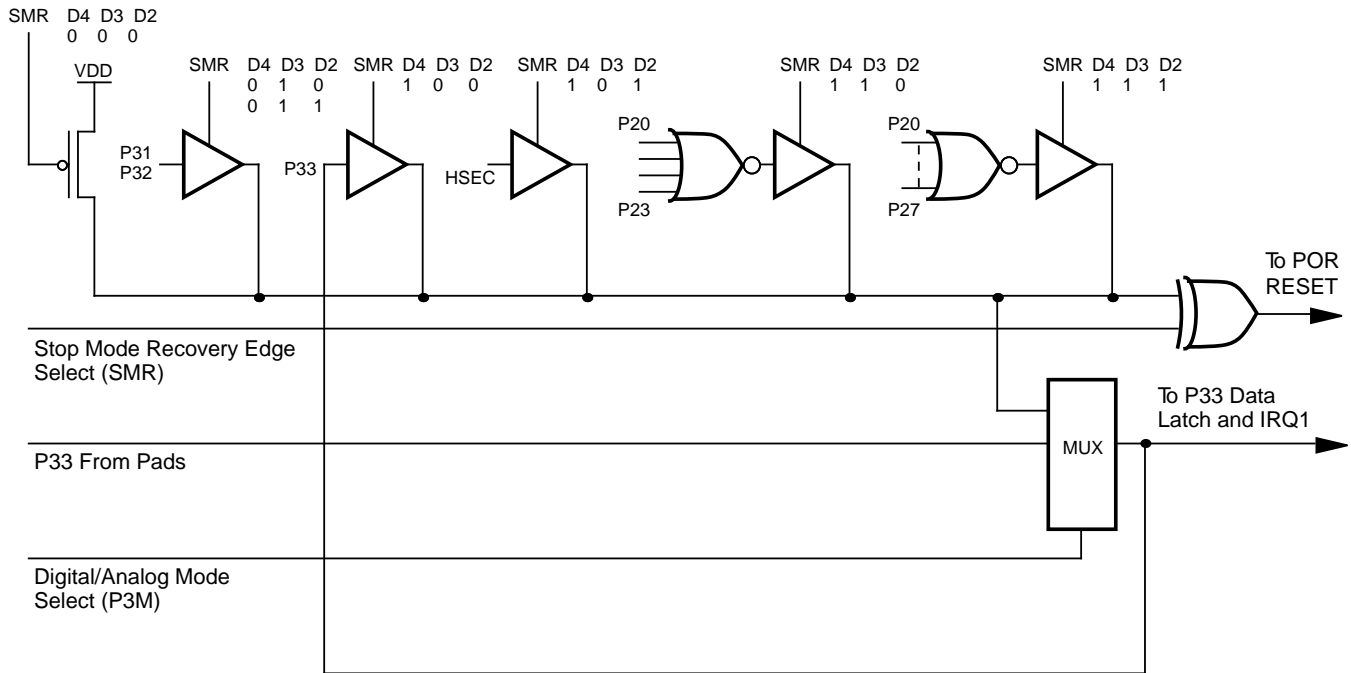 SMR D4 D3 D2
0 0 0
VDD
SMR D4 D3 D2
0 1 0
0 1 1
SMR D4 D3 D2
1 0 0
SMR D4 D3 D2
1 0 1
SMR D4 D3 D2
1 1 0
SMR D4 D3 D2
1 1 1
P31
P32
P33
HSEC
P20
P23
P20
P27
To POR
RESET
Stop Mode Recovery Edge
Select (SMR)
To P33 Data
Latch and IRQ1
MUX
P33 From Pads
Digital/Analog Mode
Select (P3M)